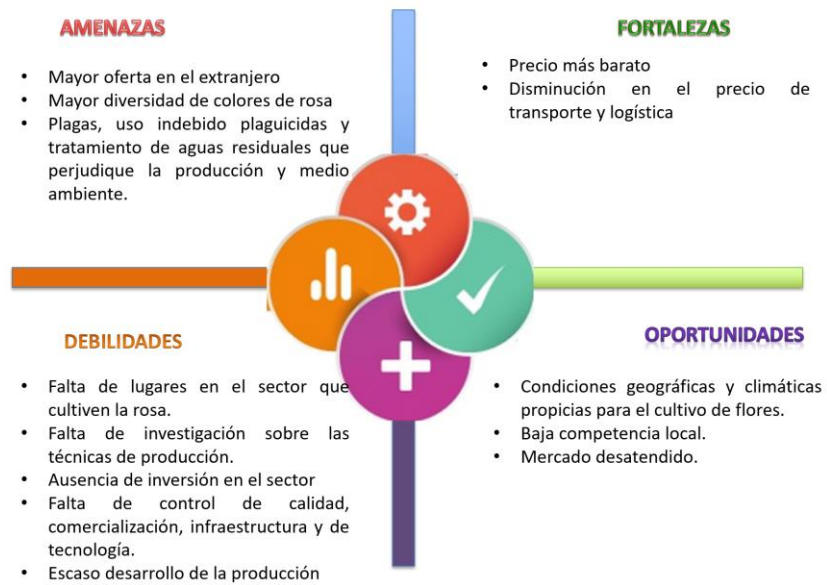 AMENAZAS
• Mayor oferta en el extranjero
• Mayor diversidad de colores de rosa
• Plagas, uso indebido plaguicidas y
tratamiento de aguas residuales que
perjudique la producción y medio
ambiente.
FORTALEZAS
• Precio más barato
• Disminución en el precio de
transporte y logística
DEBILIDADES
• Falta de lugares en el sector que
cultiven la rosa.
• Falta de investigación sobre las
técnicas de producción.
• Ausencia de inversión en el sector
• Falta de control de calidad,
comercialización, infraestructura y de
tecnología.
• Escaso desarrollo de la producción
OPORTUNIDADES
• Condiciones geográficas y climáticas
propicias para el cultivo de flores.
• Baja competencia local.
• Mercado desatendido.